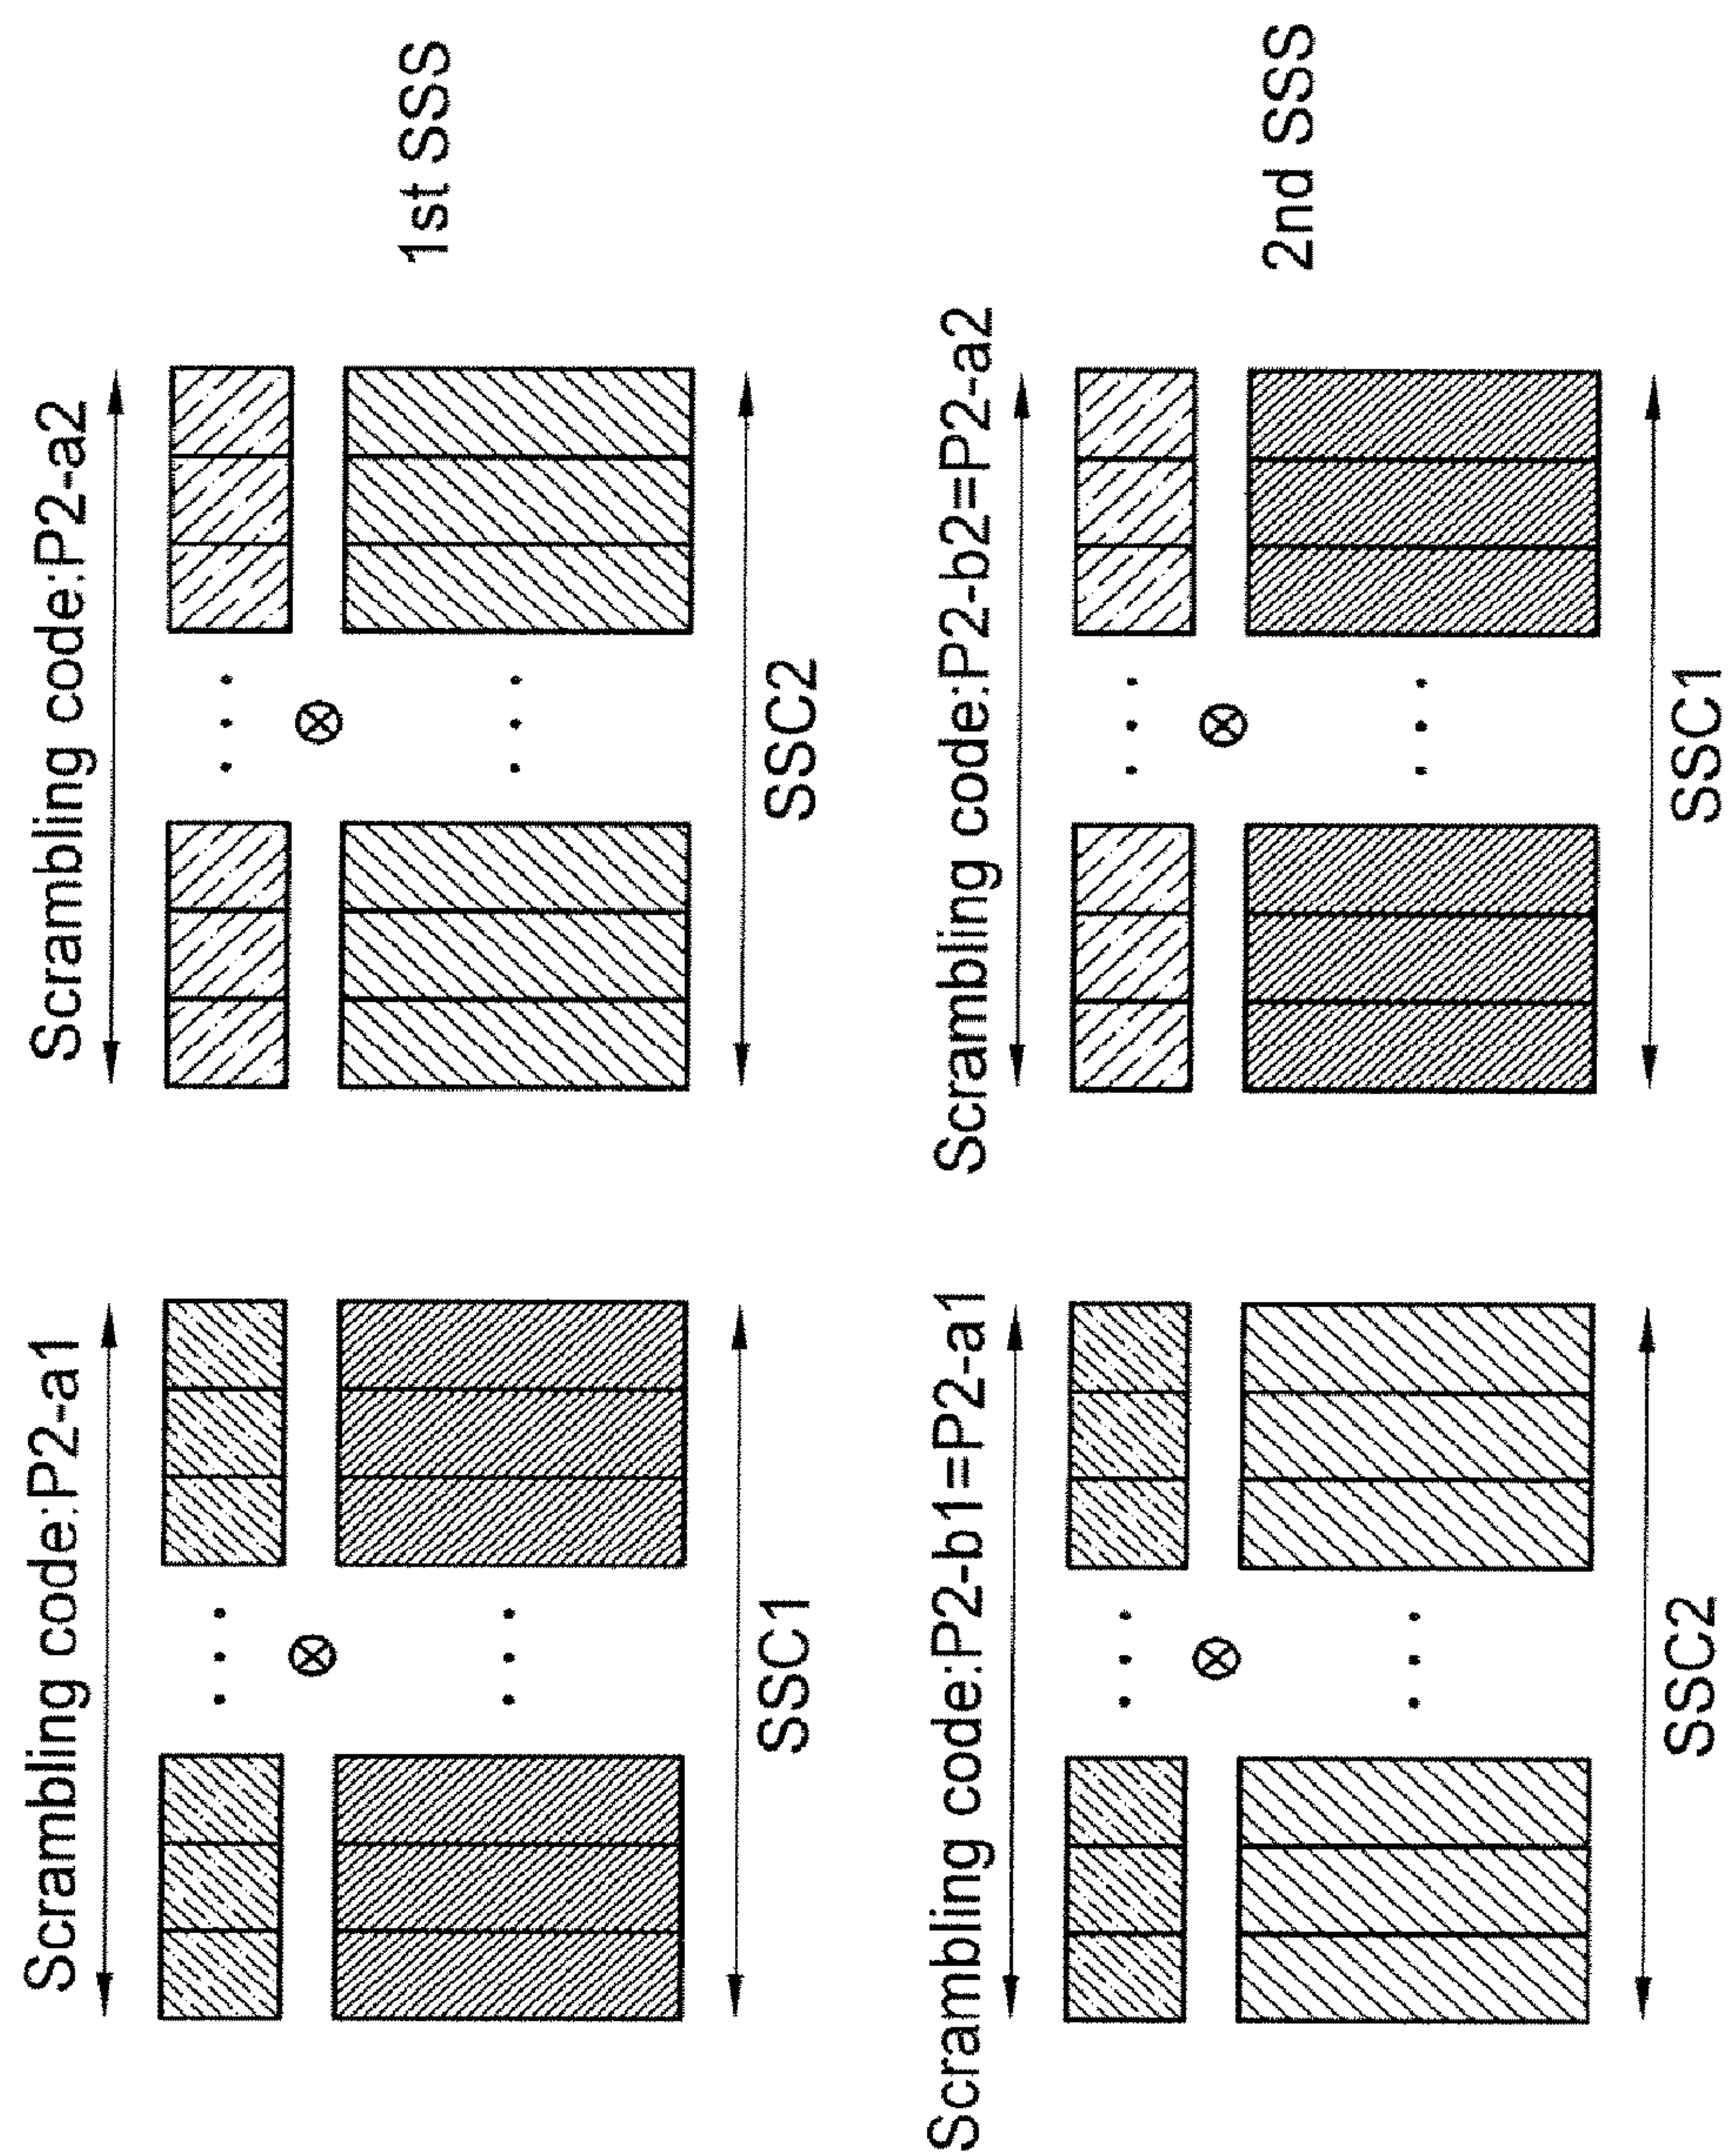 Scrambling code:P2-a1
Scrambling code:P2-a2
SSC1
SSC2
1st SSS
Scrambling code:P2-b1=P2-a1
Scrambling code:P2-b2=P2-a2
SSC2
SSC1
2nd SSS